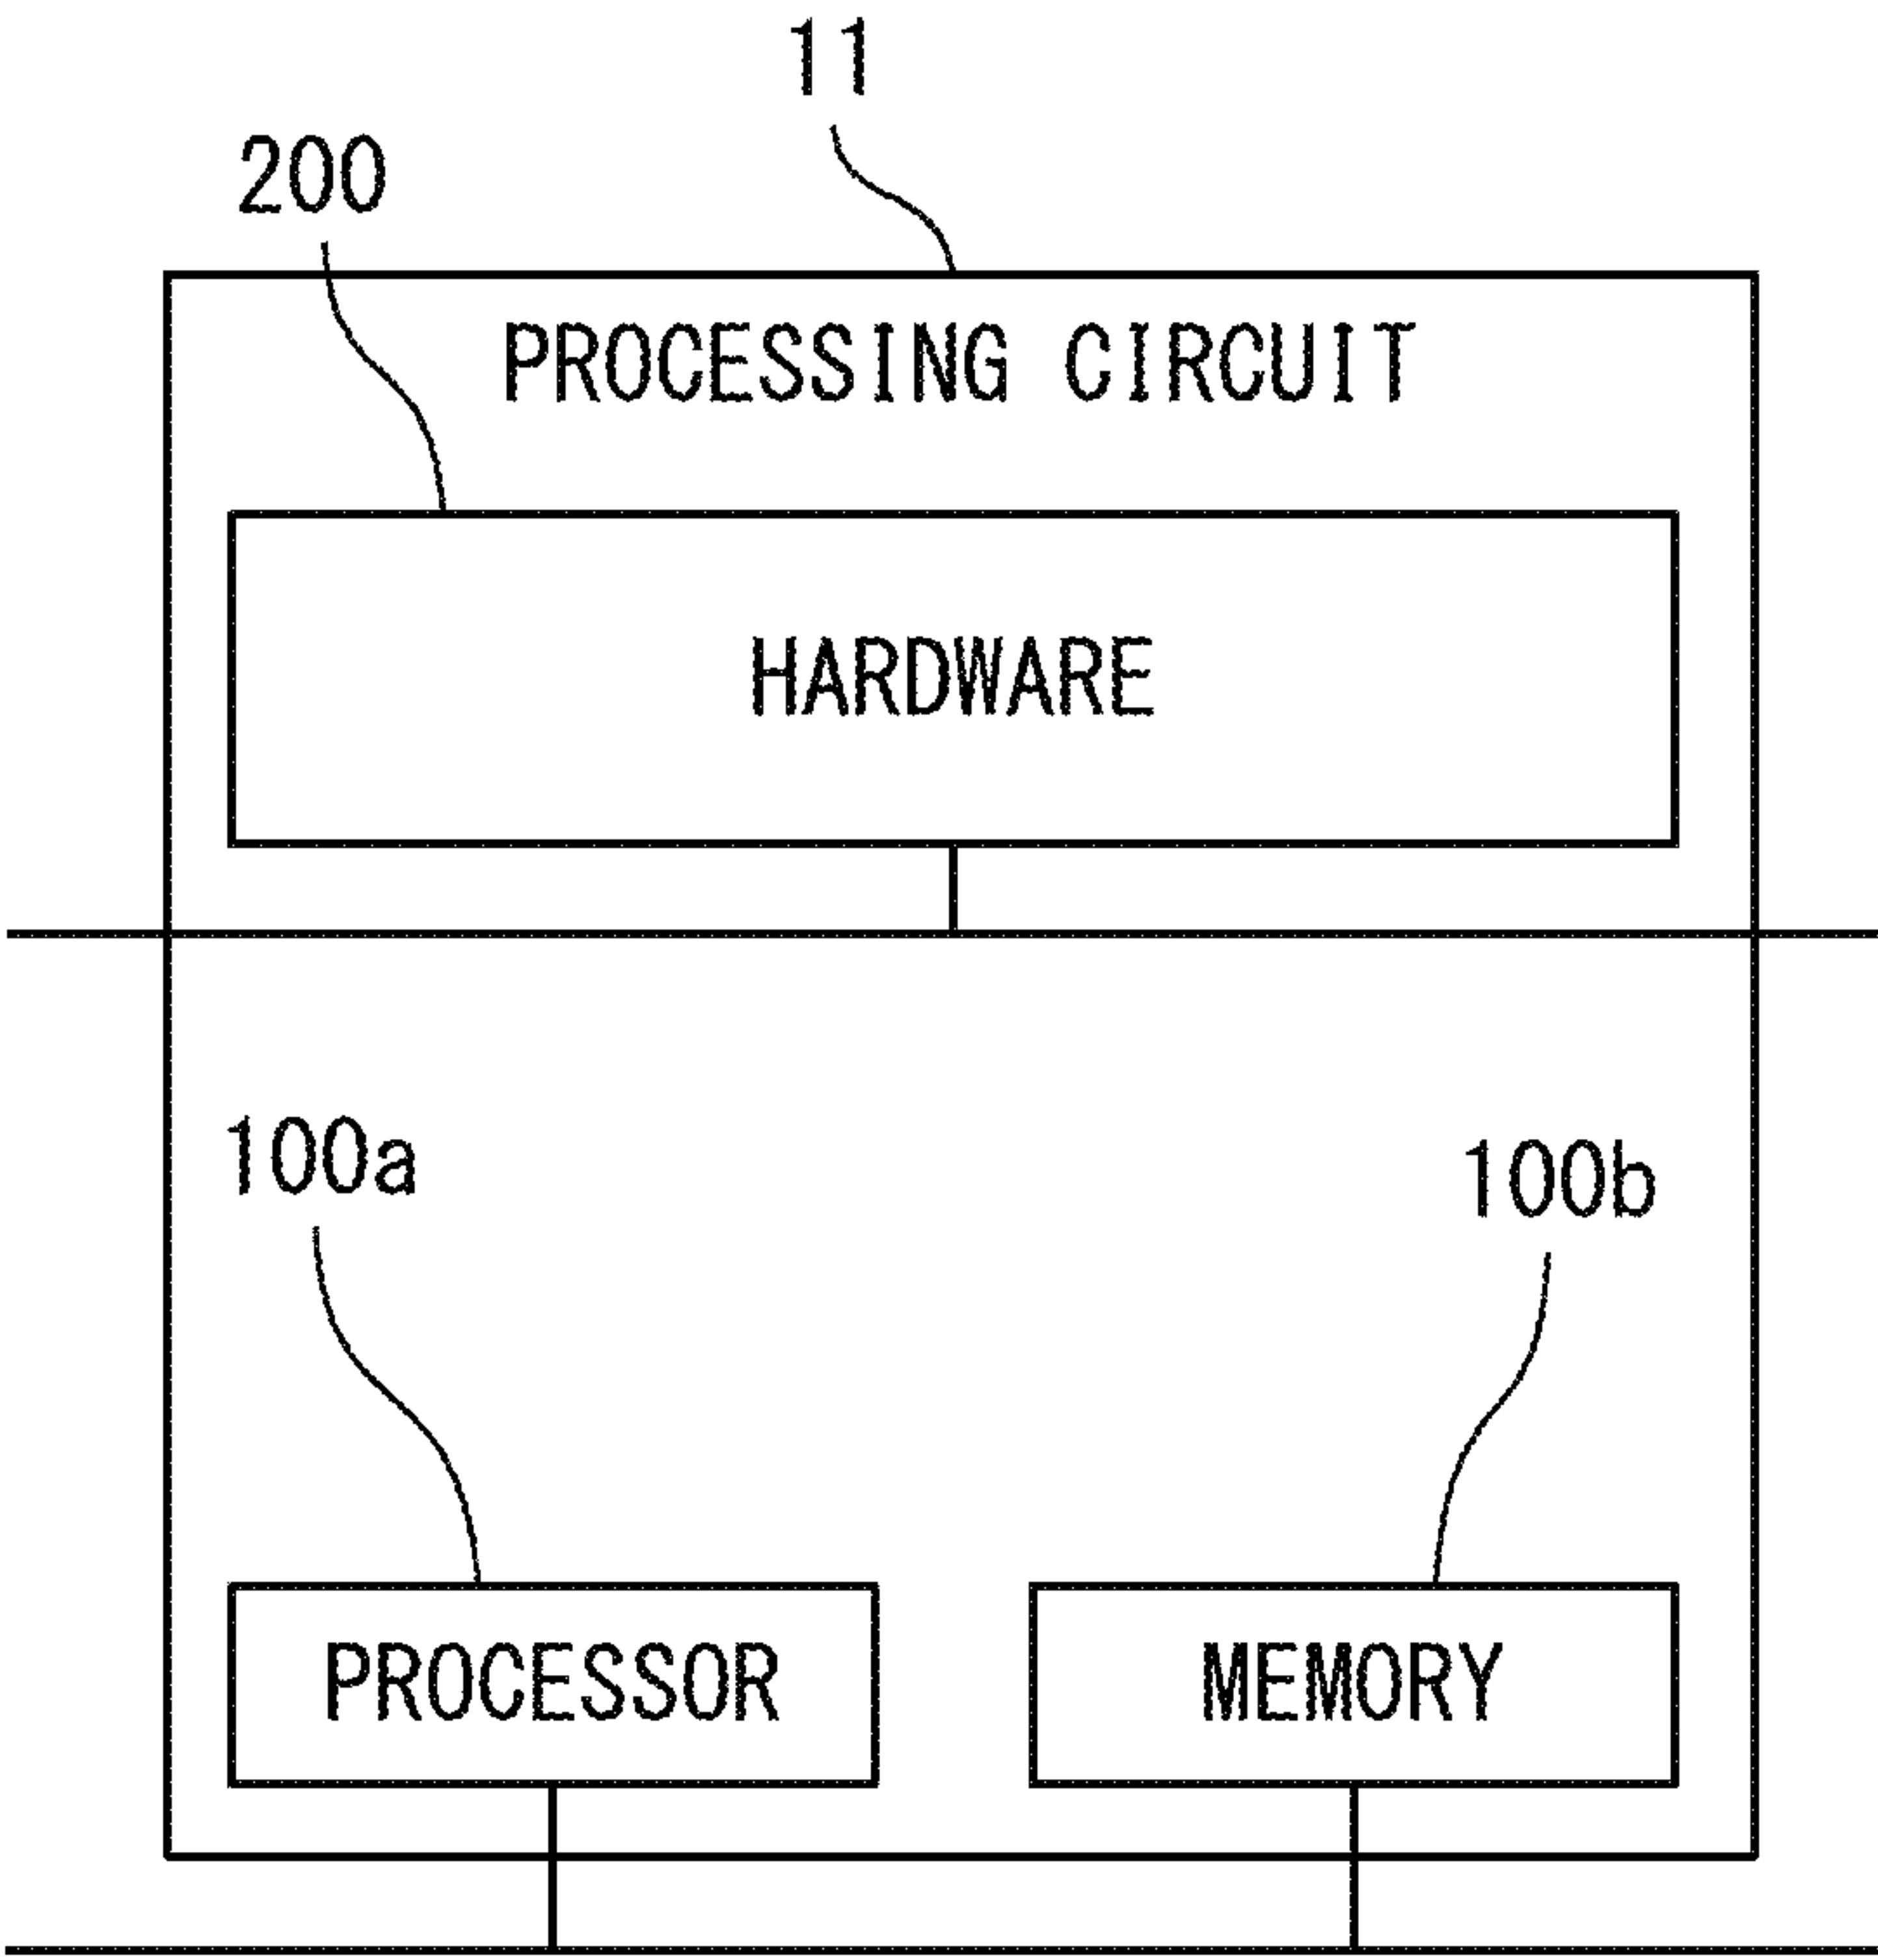 11
200
PROCESSING CIRCUIT
HARDWARE
100a
100b
PROCESSOR
MEMORY